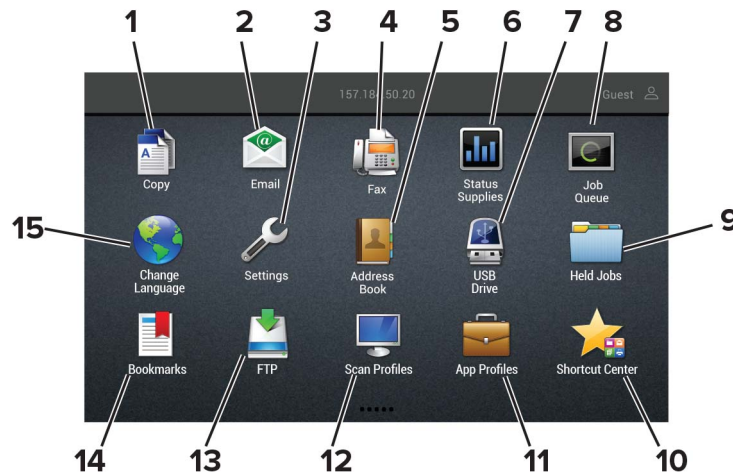 1 2 3 4 5 6 7 8
157.184.50.20 Guest
Copy Email Fax Status Supplies Job Queue
15 9
Change Language Settings Address Book USB Drive Held Jobs
Bookmarks FTP Scan Profiles App Profiles Shortcut Center
14 13 12 11 10